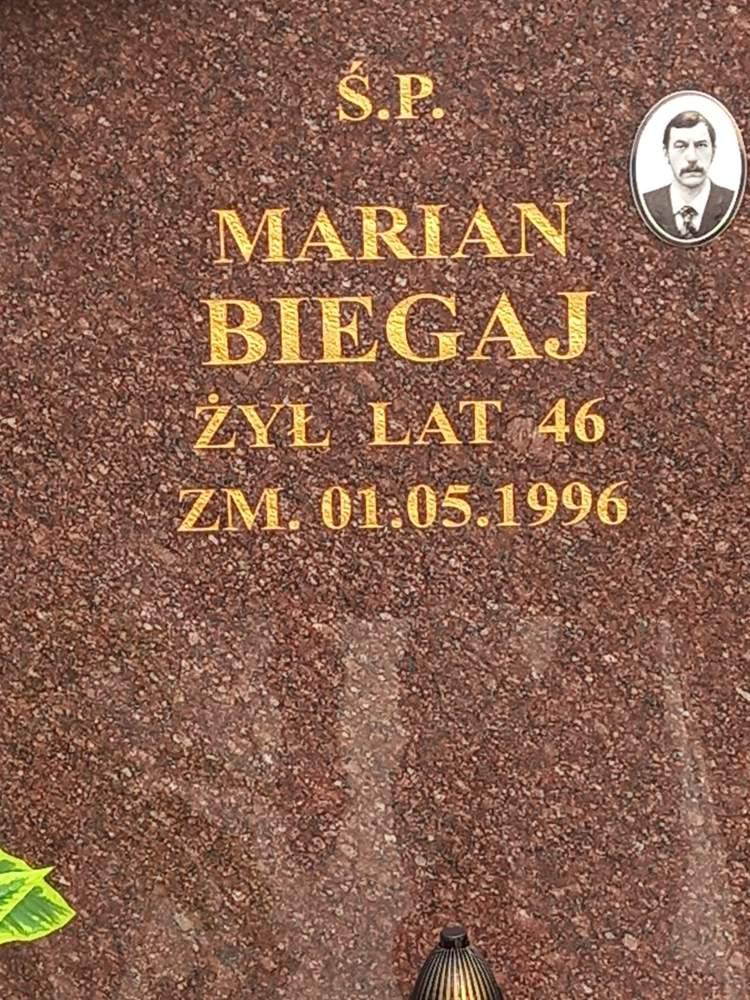 Ś.P.
MARIAN
BIEGAJ
ŻYŁ LAT 46
ZM. 01.05.1996